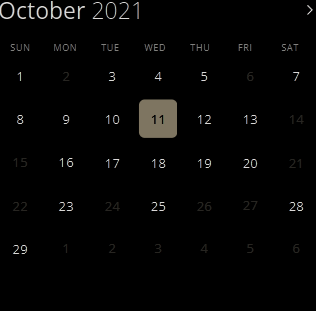 October 2021
SUN MON TUE WED THU FRI SAT
1 2 3 4 5 6 7
8 9 10 11 12 13 14
15 16 17 18 19 20 21
22 23 24 25 26 27 28
29 1 2 3 4 5 6